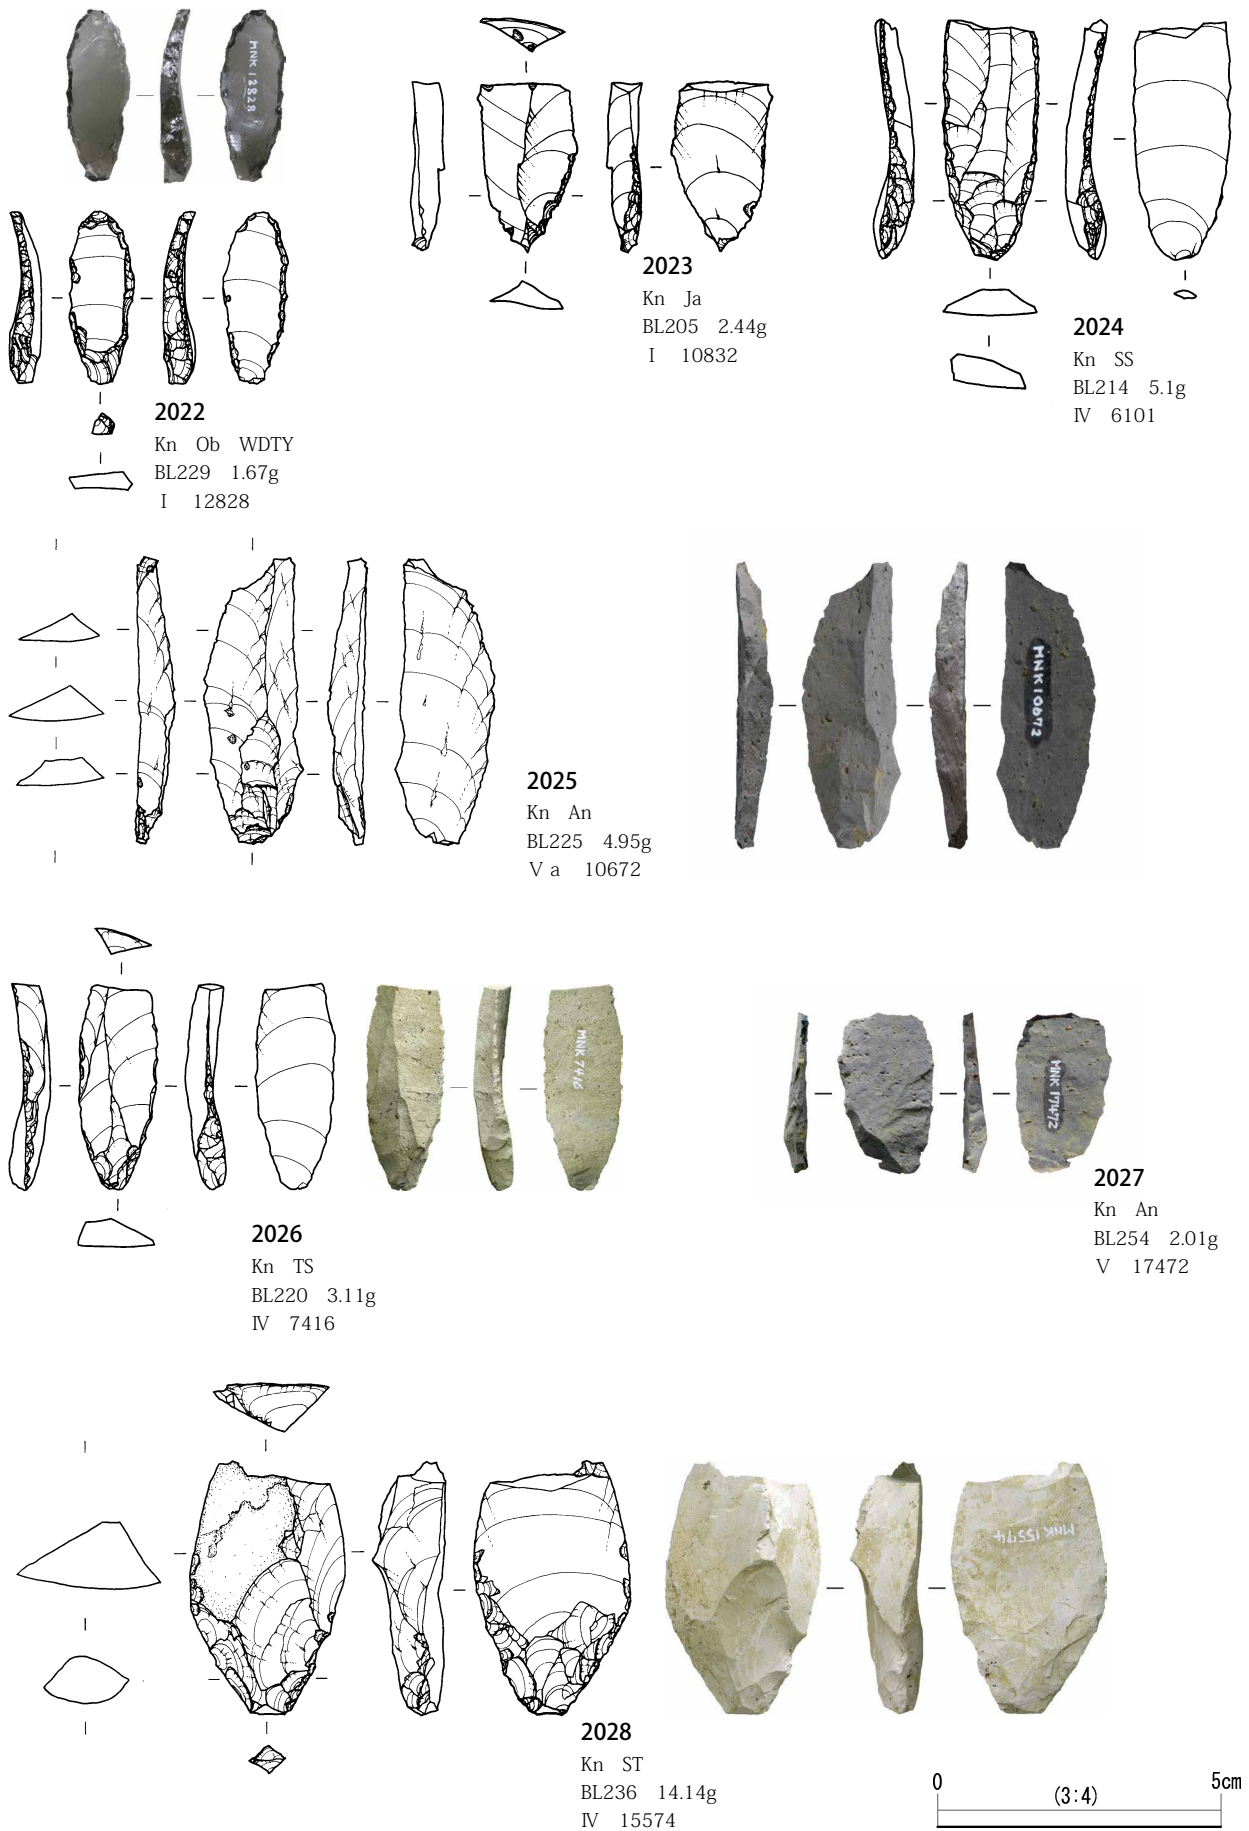 MNK 12828
2022
Kn Ob WDTY
BL229 1.67g
Ⅰ 12828
2023
Kn Ja
BL205 2.44g
Ⅰ 10832
2024
Kn SS
BL214 5.1g
Ⅳ 6101
2025
Kn An
BL225 4.95g
Ⅴa 10672
MNK10672
2026
Kn TS
BL220 3.11g
Ⅳ 7416
MNK 7416
MNK 17472
2027
Kn An
BL254 2.01g
Ⅴ 17472
2028
Kn ST
BL236 14.14g
Ⅳ 15574
MNK15574
0 5cm
(3:4)